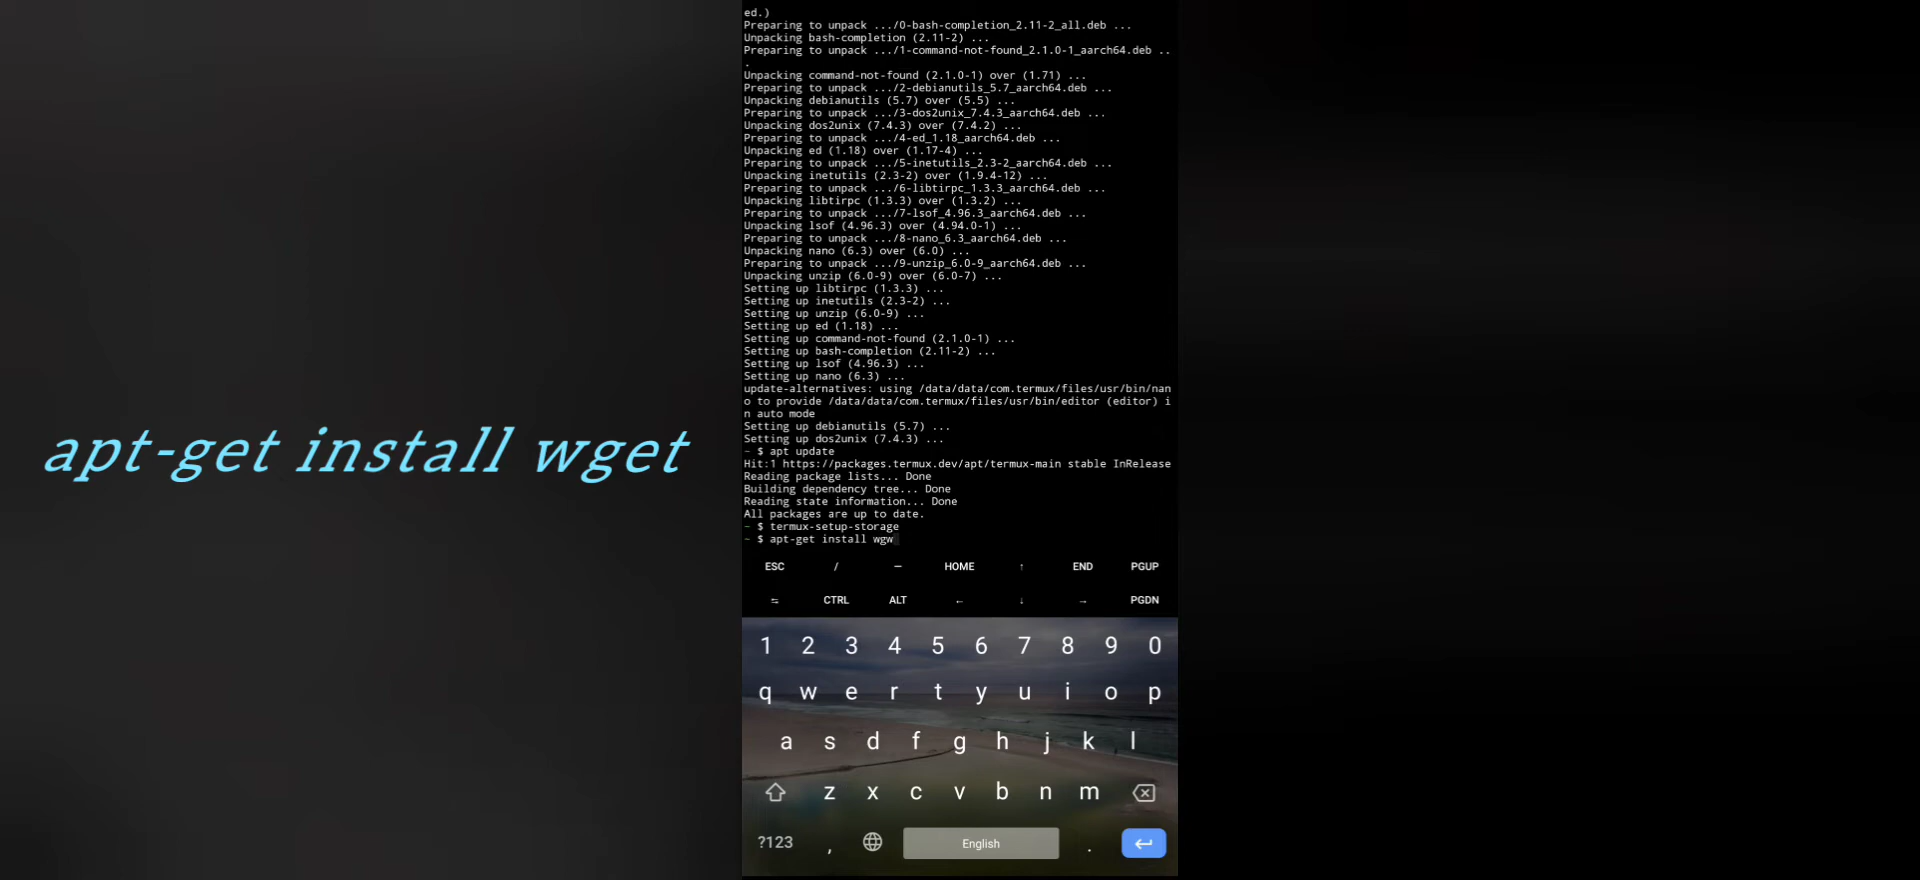 apt-get install wget
ed.)
Preparing to unpack .../0-bash-completion_2.11-2_all.deb ...
Unpacking bash-completion (2.11-2) ...
Preparing to unpack .../1-command-not-found_2.1.0-1_aarch64.deb ..
.
Unpacking command-not-found (2.1.0-1) over (1.71) ...
Preparing to unpack .../2-debianutils_5.7_aarch64.deb ...
Unpacking debianutils (5.7) over (5.5) ...
Preparing to unpack .../3-dos2unix_7.4.3_aarch64.deb ...
Unpacking dos2unix (7.4.3) over (7.4.2) ...
Preparing to unpack .../4-ed_1.18_aarch64.deb ...
Unpacking ed (1.18) over (1.17-4) ...
Preparing to unpack .../5-inetutils_2.3-2_aarch64.deb ...
Unpacking inetutils (2.3-2) over (1.9.4-12) ...
Preparing to unpack .../6-libtirpc_1.3.3_aarch64.deb ...
Unpacking libtirpc (1.3.3) over (1.3.2) ...
Preparing to unpack .../7-lsof_4.96.3_aarch64.deb ...
Unpacking lsof (4.96.3) over (4.94.0-1) ...
Preparing to unpack .../8-nano_6.3_aarch64.deb ...
Unpacking nano (6.3) over (6.0) ...
Preparing to unpack .../9-unzip_6.0-9_aarch64.deb ...
Unpacking unzip (6.0-9) over (6.0-7) ...
Setting up libtirpc (1.3.3) ...
Setting up inetutils (2.3-2) ...
Setting up unzip (6.0-9) ...
Setting up ed (1.18) ...
Setting up command-not-found (2.1.0-1) ...
Setting up bash-completion (2.11-2) ...
Setting up lsof (4.96.3) ...
Setting up nano (6.3) ...
update-alternatives: using /data/data/com.termux/files/usr/bin/nan
o to provide /data/data/com.termux/files/usr/bin/editor (editor) i
n auto mode
Setting up debianutils (5.7) ...
Setting up dos2unix (7.4.3) ...
~ $ apt update
Hit:1 https://packages.termux.dev/apt/termux-main stable InRelease
Reading package lists... Done
Building dependency tree... Done
Reading state information... Done
All packages are up to date.
~ $ termux-setup-storage
~ $ apt-get install wgw
ESC / — HOME ↑ END PGUP
⇆ CTRL ALT ← ↓ → PGDN
1 2 3 4 5 6 7 8 9 0
q w e r t y u i o p
a s d f g h j k l
z x c v b n m
?123 , English .